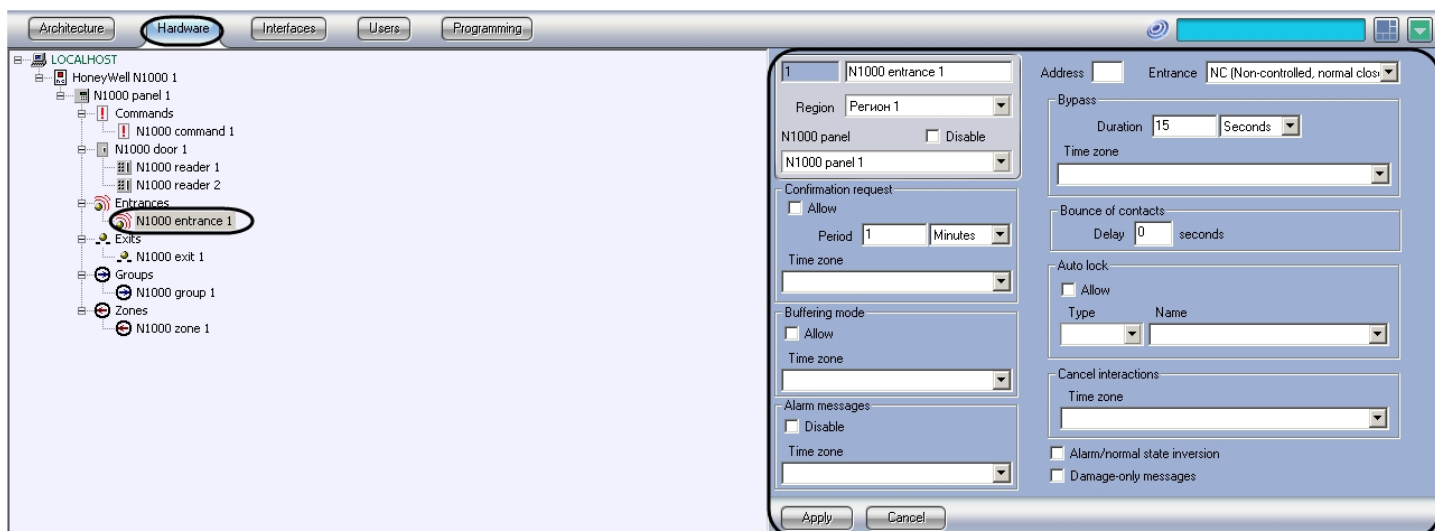 Architecture Hardware Interfaces Users Programming
LOCALHOST
HoneyWell N1000 1
N1000 panel 1
Commands
N1000 command 1
N1000 door 1
N1000 reader 1
N1000 reader 2
Entrances
N1000 entrance 1
Exits
N1000 exit 1
Groups
N1000 group 1
Zones
N1000 zone 1
1 N1000 entrance 1
Region Регион 1
N1000 panel Disable
N1000 panel 1
Confirmation request
Allow
Period 1 Minutes
Time zone
Buffering mode
Allow
Time zone
Alarm messages
Disable
Time zone
Address Entrance NC (Non-controlled, normal clos
Bypass
Duration 15 Seconds
Time zone
Bounce of contacts
Delay 0 seconds
Auto lock
Allow
Type Name
Cancel interactions
Time zone
Alarm/normal state inversion
Damage-only messages
Apply Cancel